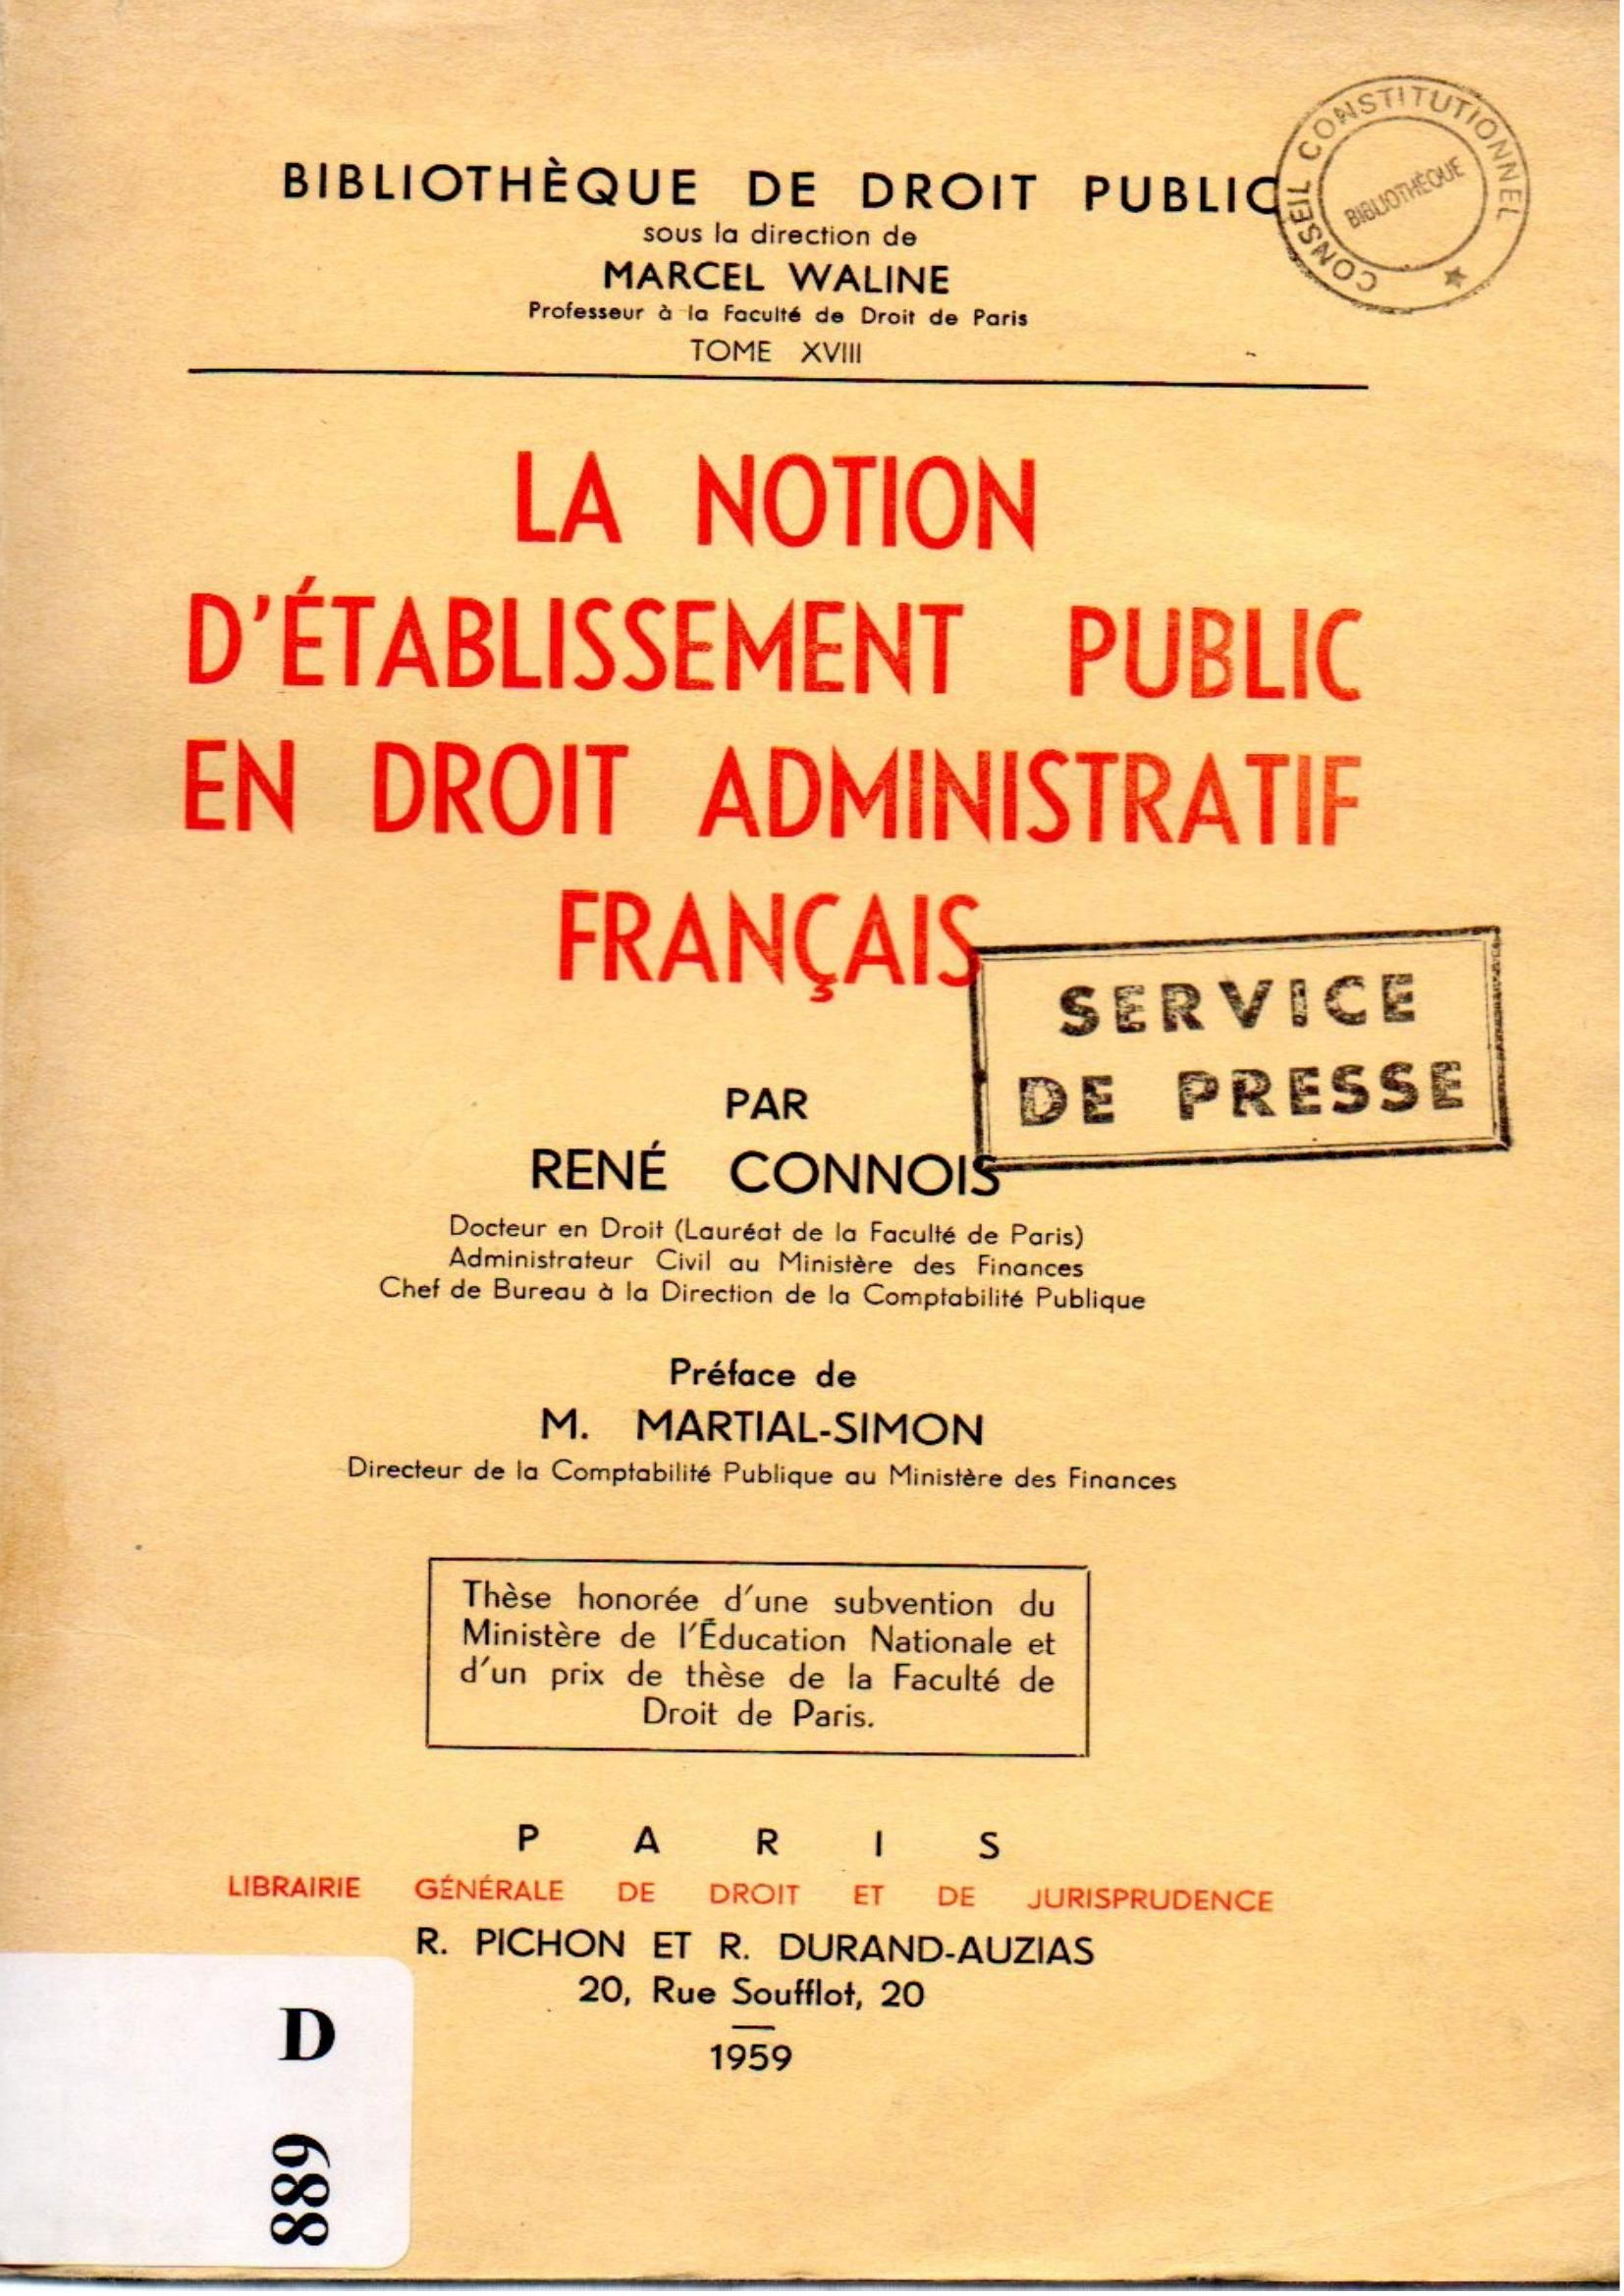 BIBLIOTHÈQUE DE DROIT PUBLIC
sous la direction de
MARCEL WALINE
Professeur à la Faculté de Droit de Paris
TOME XVIII
CONSEIL CONSTITUTIONNEL
BIBLIOTHÈQUE
LA NOTION
D'ÉTABLISSEMENT PUBLIC
EN DROIT ADMINISTRATIF
FRANÇAIS
SERVICE
DE PRESSE
PAR
RENÉ CONNOIS
Docteur en Droit (Lauréat de la Faculté de Paris)
Administrateur Civil au Ministère des Finances
Chef de Bureau à la Direction de la Comptabilité Publique
Préface de
M. MARTIAL-SIMON
Directeur de la Comptabilité Publique au Ministère des Finances
Thèse honorée d'une subvention du
Ministère de l'Éducation Nationale et
d'un prix de thèse de la Faculté de
Droit de Paris.
PARIS
LIBRAIRIE GÉNÉRALE DE DROIT ET DE JURISPRUDENCE
R. PICHON ET R. DURAND-AUZIAS
20, Rue Soufflot, 20
1959
D
889